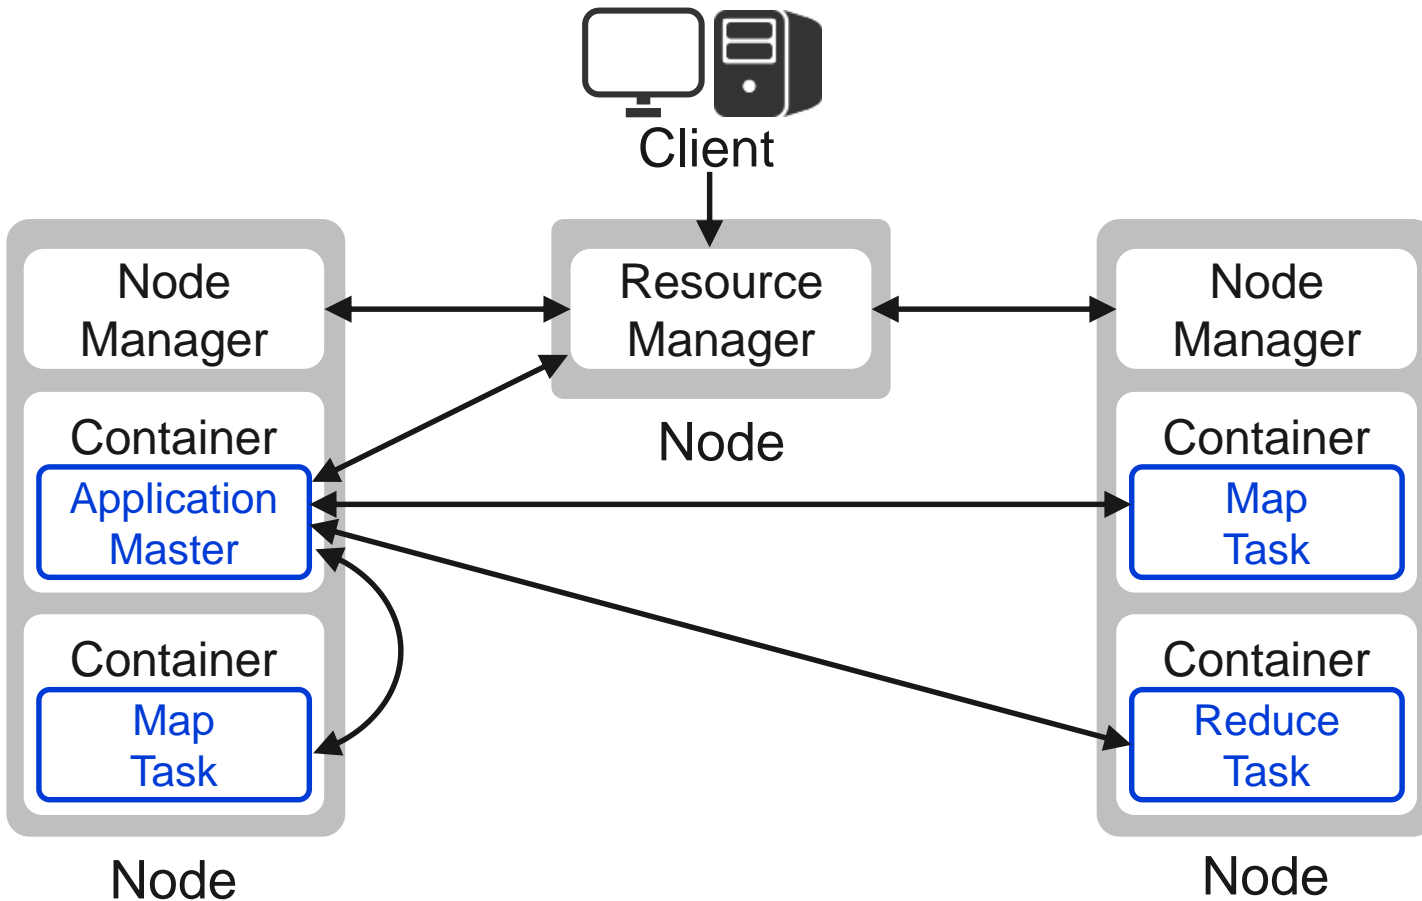 Client
Node
Manager
Container
Application
Master
Container
Map
Task
Node
Resource
Manager
Node
Node
Manager
Container
Map
Task
Container
Reduce
Task
Node